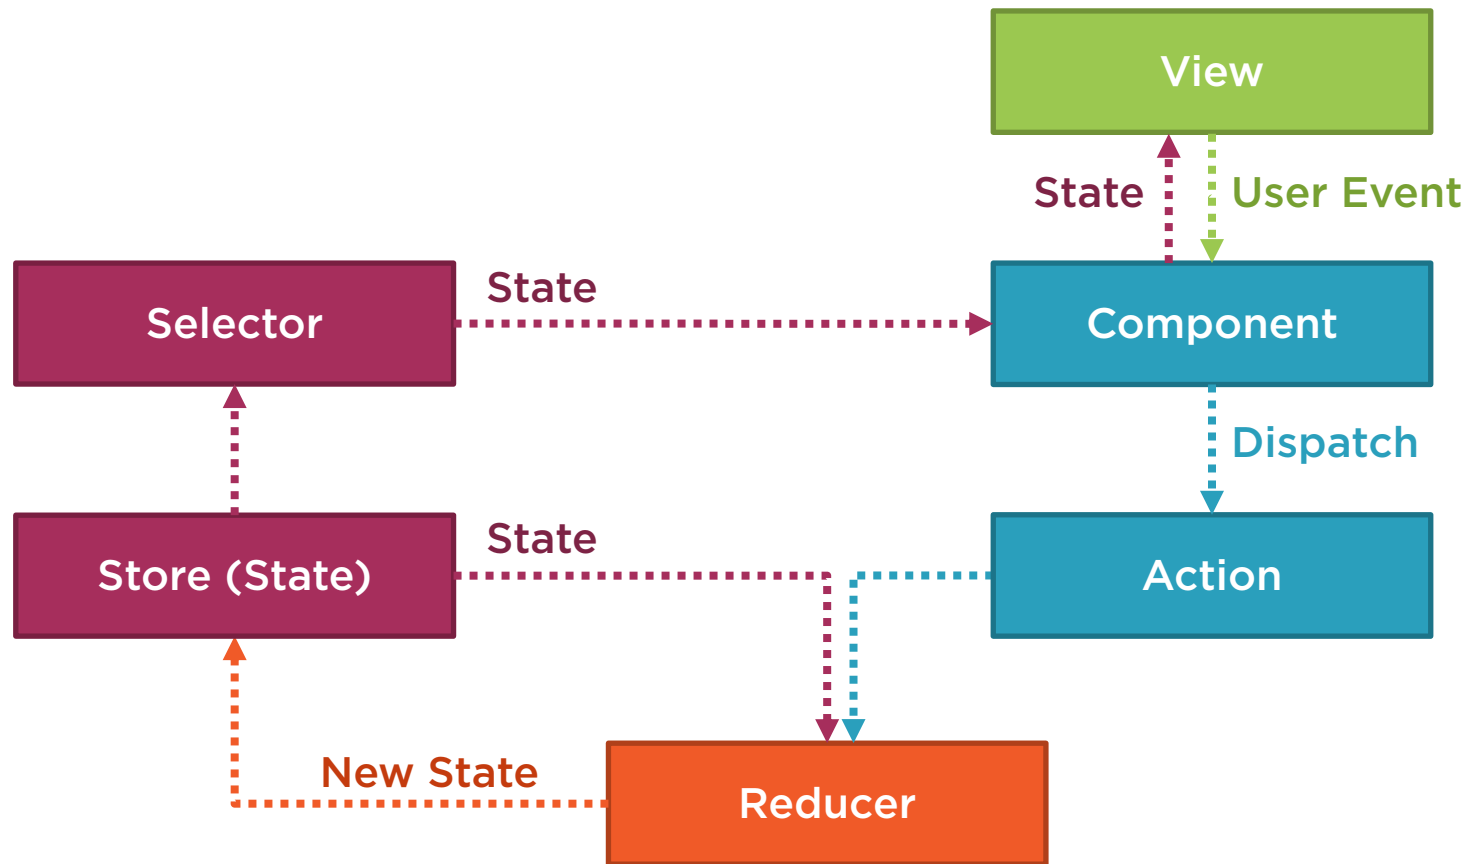 View
State
User Event
Selector
State
Component
Dispatch
Store (State)
State
Action
New State
Reducer